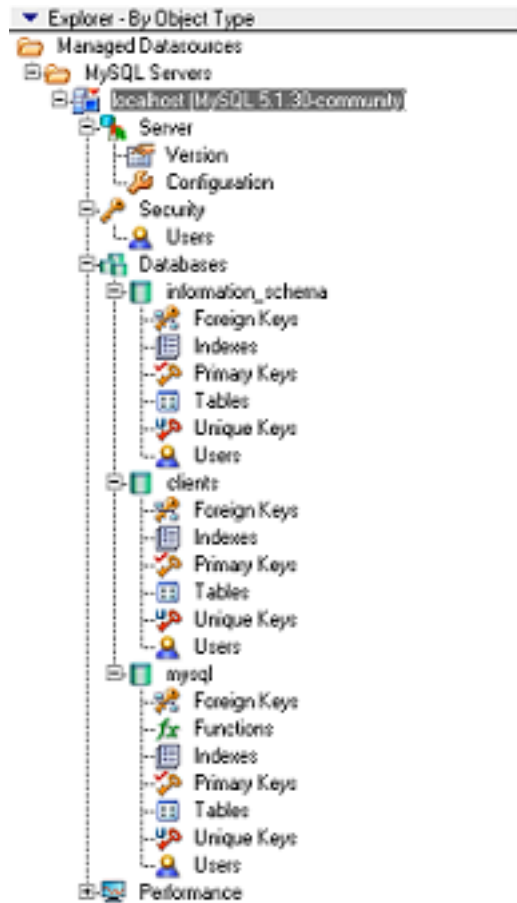 Explorer - By Object Type
Managed Datasources
MySQL Servers
localhost (MySQL 5.1.30-community)
Server
Version
Configuration
Security
Users
Databases
information_schema
Foreign Keys
Indexes
Primary Keys
Tables
Unique Keys
Users
clients
Foreign Keys
Indexes
Primary Keys
Tables
Unique Keys
Users
mysql
Foreign Keys
Functions
Indexes
Primary Keys
Tables
Unique Keys
Users
Performance